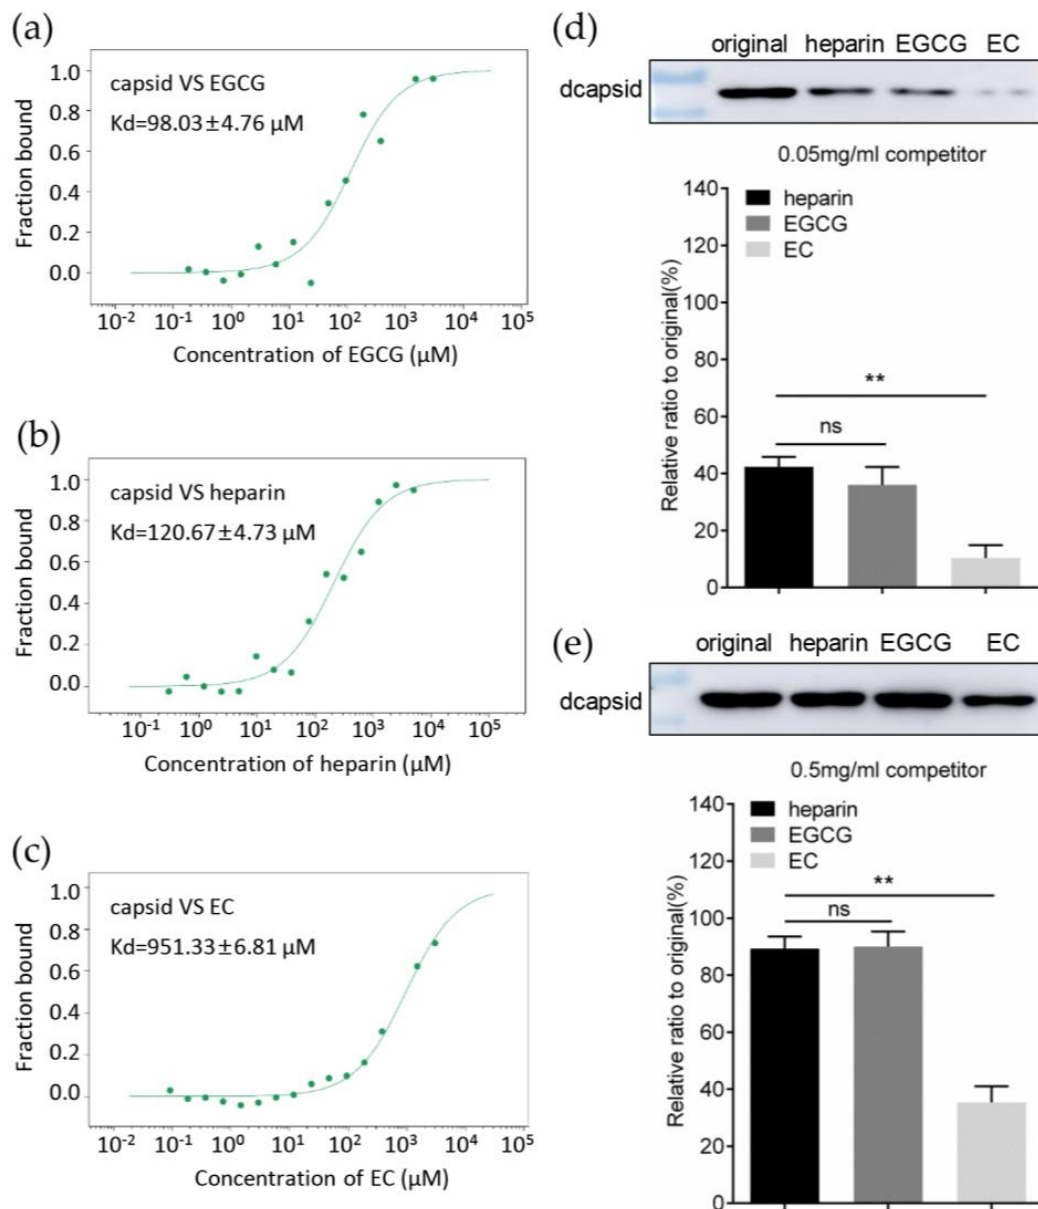 (a)
capsid VS EGCG
Kd=98.03±4.76 μM
Fraction bound
1.0
0.8
0.6
0.4
0.2
0.0
10-2 10-1 100 101 102 103 104 105
Concentration of EGCG (μM)
(b)
capsid VS heparin
Kd=120.67±4.73 μM
Fraction bound
1.0
0.8
0.6
0.4
0.2
0.0
10-1 100 101 102 103 104 105
Concentration of heparin (μM)
(c)
capsid VS EC
Kd=951.33±6.81 μM
Fraction bound
1.0
0.8
0.6
0.4
0.2
0.0
10-2 10-1 100 101 102 103 104 105
Concentration of EC (μM)
(d)
original heparin EGCG EC
dcapsid
0.05mg/ml competitor
Relative ratio to original(%)
140
120
100
80
60
40
20
0
heparin
EGCG
EC
**
ns
(e)
original heparin EGCG EC
dcapsid
0.5mg/ml competitor
Relative ratio to original(%)
140
120
100
80
60
40
20
0
heparin
EGCG
EC
**
ns